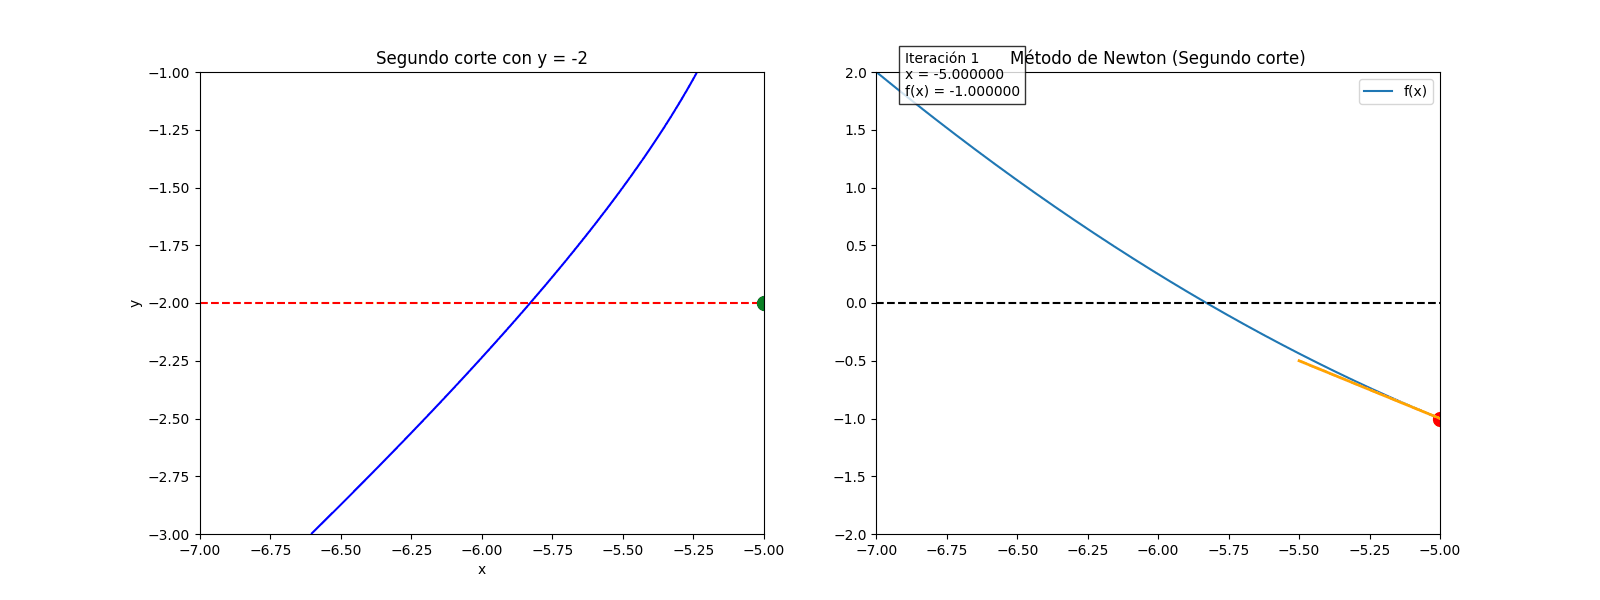 Segundo corte con y = -2
−1.00
−1.25
−1.50
−1.75
−2.00
−2.25
−2.50
−2.75
−3.00
y
−7.00 −6.75 −6.50 −6.25 −6.00 −5.75 −5.50 −5.25 −5.00
x
Método de Newton (Segundo corte)
Iteración 1
x = -5.000000
f(x) = -1.000000
f(x)
2.0
1.5
1.0
0.5
0.0
−0.5
−1.0
−1.5
−2.0
−7.00 −6.75 −6.50 −6.25 −6.00 −5.75 −5.50 −5.25 −5.00